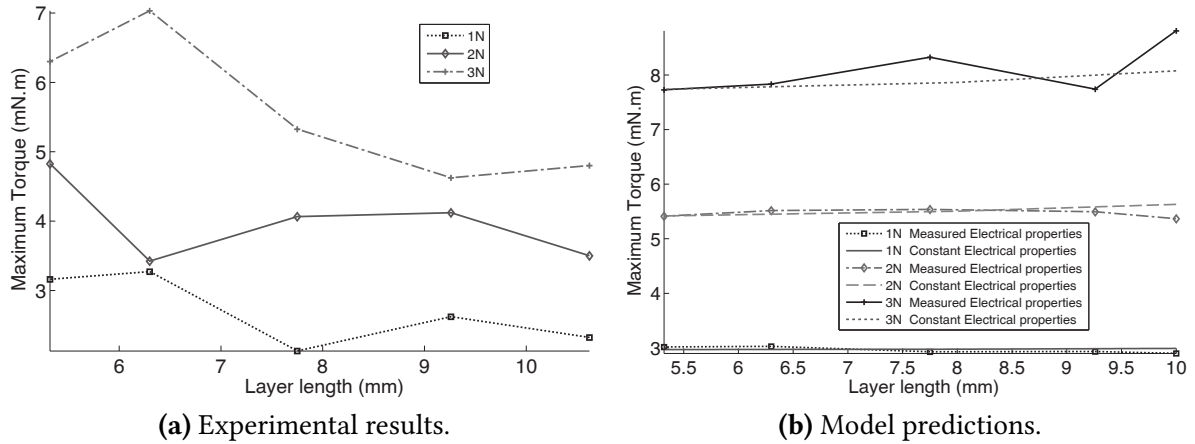 7
6
5
4
3
6 7 8 9 10
Maximum Torque (mN.m)
Layer length (mm)
1N
2N
3N
(a) Experimental results.
8
7
6
5
4
3
5.5 6 6.5 7 7.5 8 8.5 9 9.5 10
Maximum Torque (mN.m)
Layer length (mm)
1N Measured Electrical properties
1N Constant Electrical properties
2N Measured Electrical properties
2N Constant Electrical properties
3N Measured Electrical properties
3N Constant Electrical properties
(b) Model predictions.